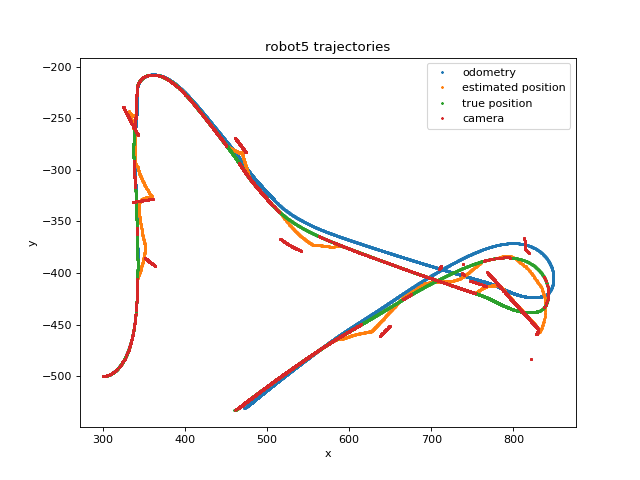 robot5 trajectories
odometry
estimated position
true position
camera
−200
−250
−300
−350
−400
−450
−500
y
300 400 500 600 700 800
x